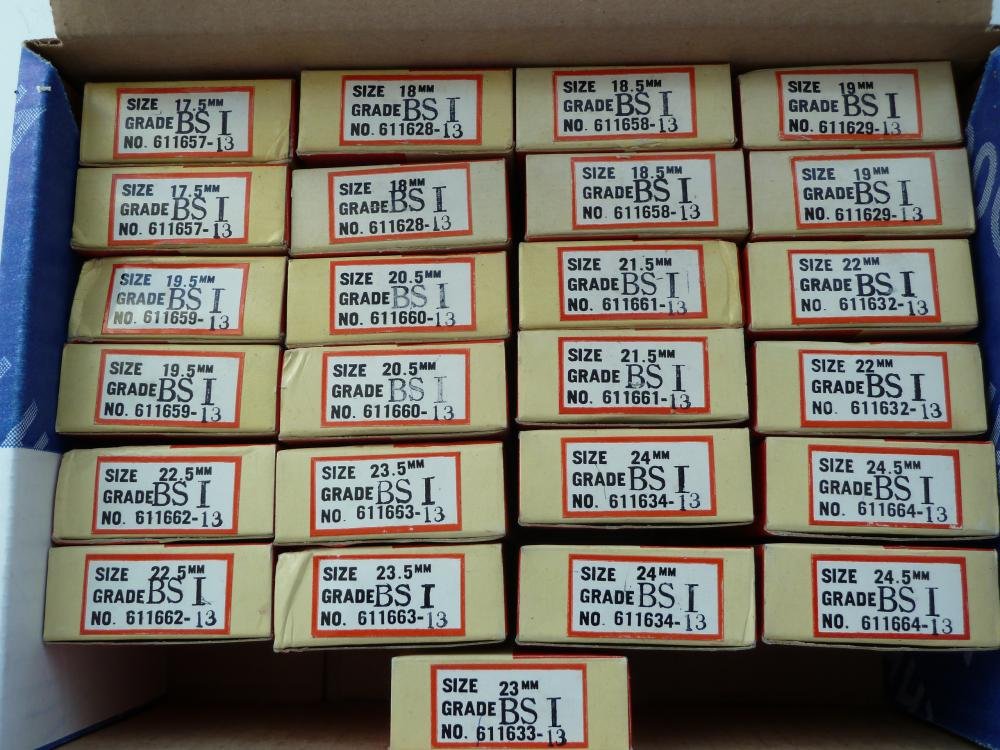 SIZE 17.5MM
GRADE BS I
NO. 611657-13
SIZE 18MM
GRADE BS I
NO. 611628-13
SIZE 18.5MM
GRADE BS I
NO. 611658-13
SIZE 19MM
GRADE BS I
NO. 611629-13
SIZE 17.5MM
GRADE BS I
NO. 611657-13
SIZE 18MM
GRADE BS I
NO. 611628-13
SIZE 18.5MM
GRADE BS I
NO. 611658-13
SIZE 19MM
GRADE BS I
NO. 611629-13
SIZE 19.5MM
GRADE BS I
NO. 611659-13
SIZE 20.5MM
GRADE BS I
NO. 611660-13
SIZE 21.5MM
GRADE BS I
NO. 611661-13
SIZE 22MM
GRADE BS I
NO. 611632-13
SIZE 19.5MM
GRADE BS I
NO. 611659-13
SIZE 20.5MM
GRADE BS I
NO. 611660-13
SIZE 21.5MM
GRADE BS I
NO. 611661-13
SIZE 22MM
GRADE BS I
NO. 611632-13
SIZE 22.5MM
GRADE BS I
NO. 611662-13
SIZE 23.5MM
GRADE BS I
NO. 611663-13
SIZE 24MM
GRADE BS I
NO. 611634-13
SIZE 24.5MM
GRADE BS I
NO. 611664-13
SIZE 22.5MM
GRADE BS I
NO. 611662-13
SIZE 23.5MM
GRADE BS I
NO. 611663-13
SIZE 24MM
GRADE BS I
NO. 611634-13
SIZE 24.5MM
GRADE BS I
NO. 611664-13
SIZE 23MM
GRADE BS I
NO. 611633-13